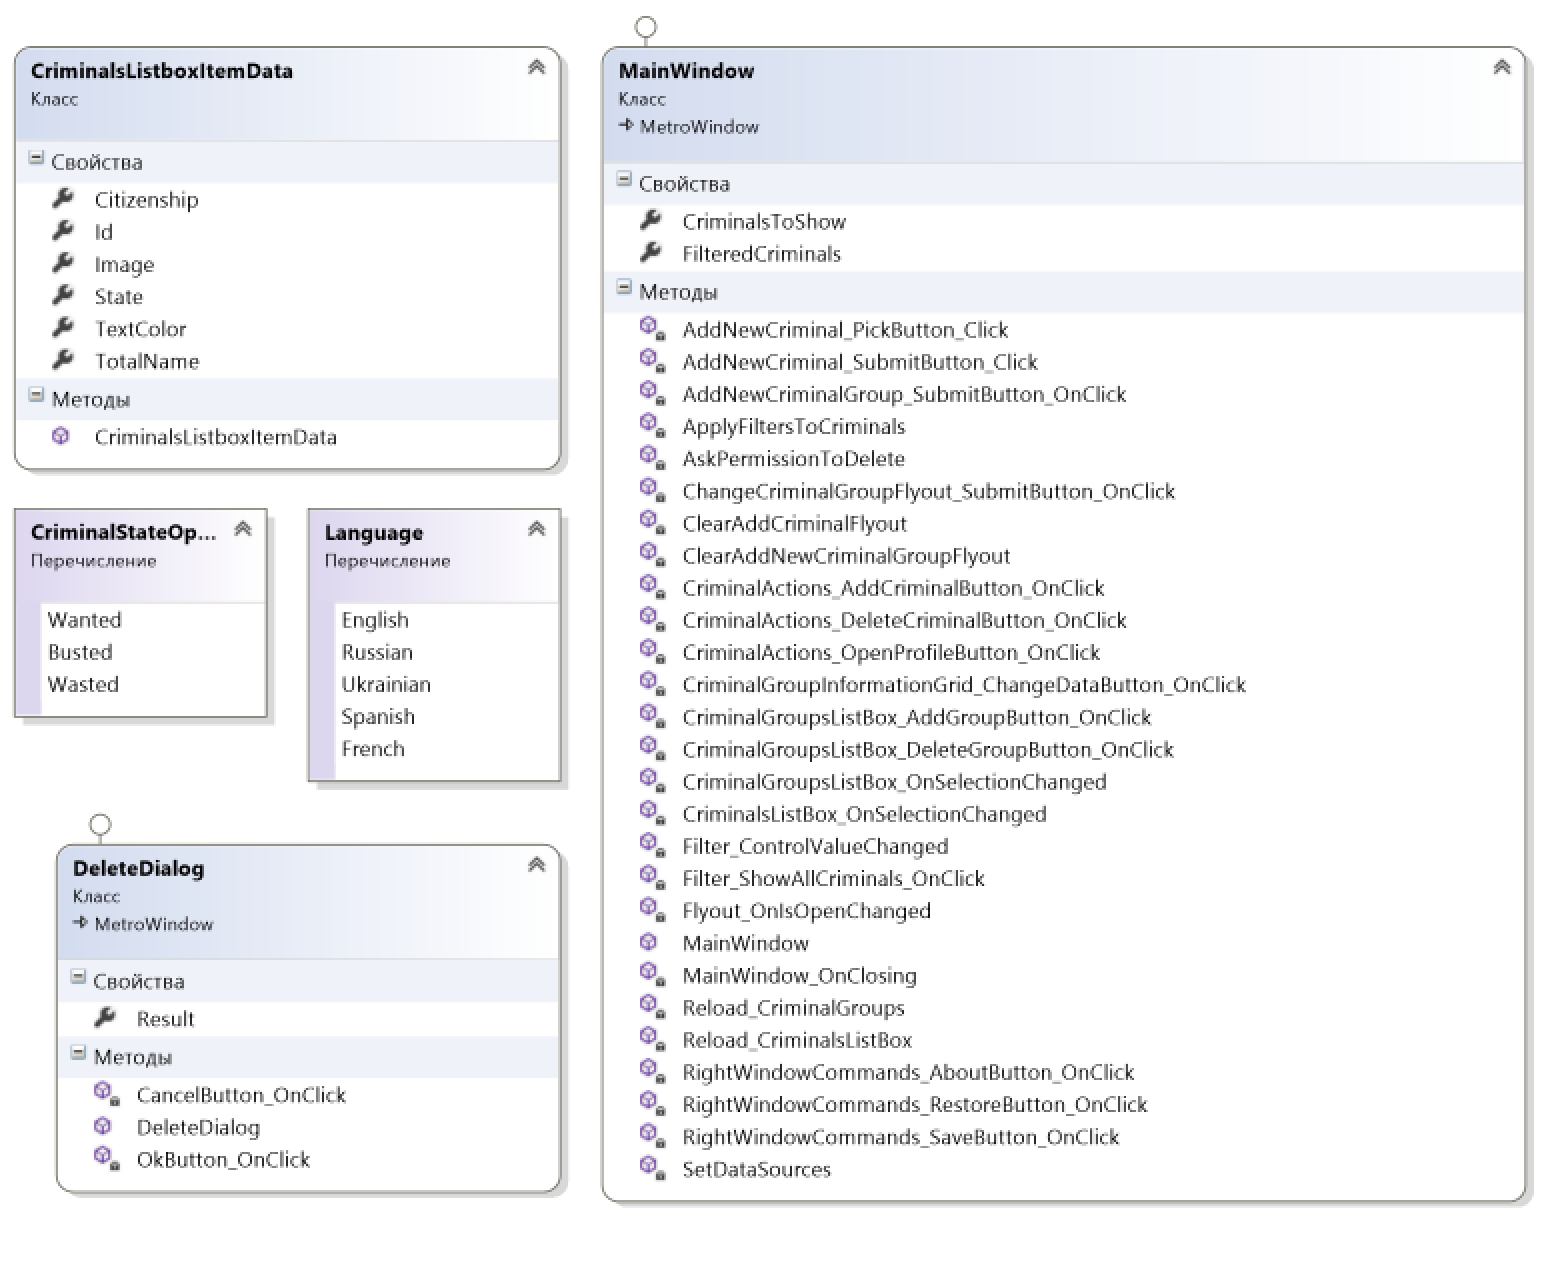 CriminalsListboxItemData
Класс
Свойства
Citizenship
Id
Image
State
TextColor
TotalName
Методы
CriminalsListboxItemData
CriminalStateOp...
Перечисление
Wanted
Busted
Wasted
Language
Перечисление
English
Russian
Ukrainian
Spanish
French
DeleteDialog
Класс
MetroWindow
Свойства
Result
Методы
CancelButton_OnClick
DeleteDialog
OkButton_OnClick
MainWindow
Класс
MetroWindow
Свойства
CriminalsToShow
FilteredCriminals
Методы
AddNewCriminal_PickButton_Click
AddNewCriminal_SubmitButton_Click
AddNewCriminalGroup_SubmitButton_OnClick
ApplyFiltersToCriminals
AskPermissionToDelete
ChangeCriminalGroupFlyout_SubmitButton_OnClick
ClearAddCriminalFlyout
ClearAddNewCriminalGroupFlyout
CriminalActions_AddCriminalButton_OnClick
CriminalActions_DeleteCriminalButton_OnClick
CriminalActions_OpenProfileButton_OnClick
CriminalGroupInformationGrid_ChangeDataButton_OnClick
CriminalGroupsListBox_AddGroupButton_OnClick
CriminalGroupsListBox_DeleteGroupButton_OnClick
CriminalGroupsListBox_OnSelectionChanged
CriminalsListBox_OnSelectionChanged
Filter_ControlValueChanged
Filter_ShowAllCriminals_OnClick
Flyout_OnIsOpenChanged
MainWindow
MainWindow_OnClosing
Reload_CriminalGroups
Reload_CriminalsListBox
RightWindowCommands_AboutButton_OnClick
RightWindowCommands_RestoreButton_OnClick
RightWindowCommands_SaveButton_OnClick
SetDataSources